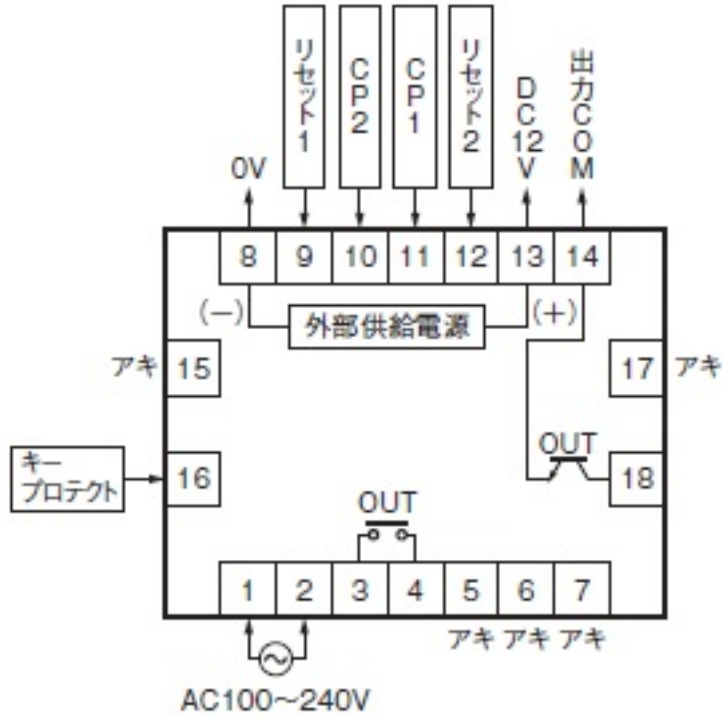 リセット1
CP2
CP1
リセット2
DC12V
出力COM
0V
8 9 10 11 12 13 14
(−) 外部供給電源 (+)
アキ 15
17 アキ
キー
プロテクト
16
OUT
18
OUT
1 2 3 4 5 6 7
アキ アキ アキ
AC100〜240V